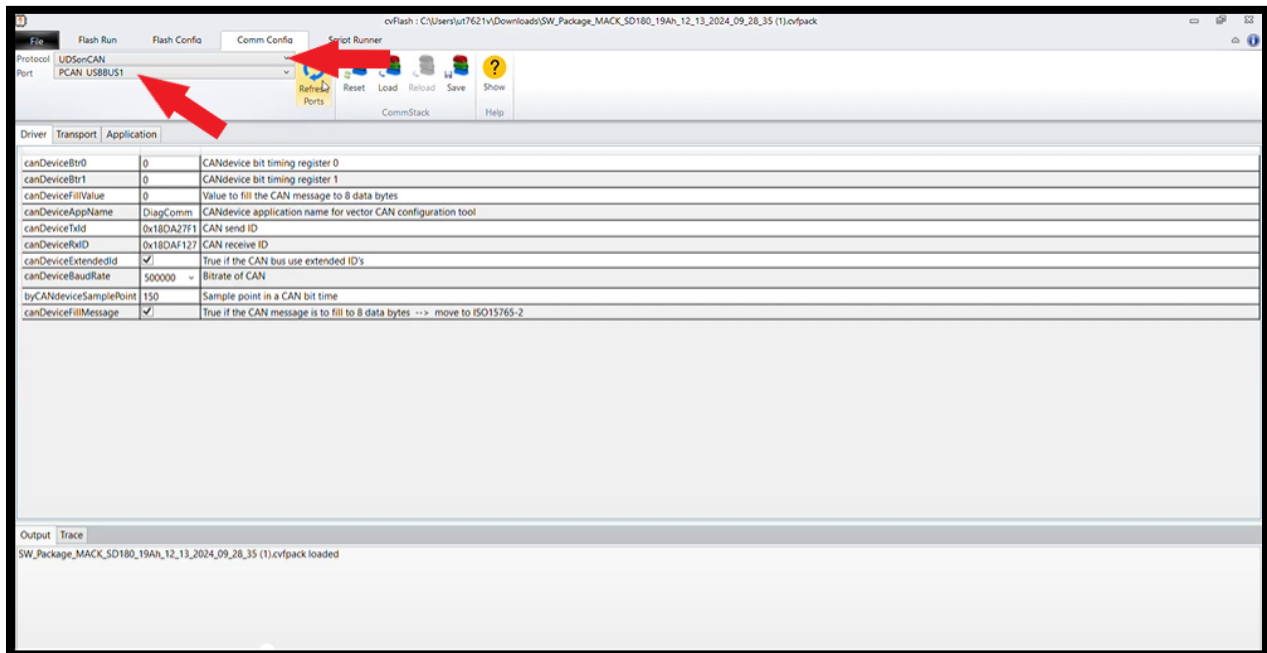 cvFlash : C:\Users\ut7621v\Downloads\SW_Package_MACK_SD180_19Ah_12_13_2024_09_28_35 (1).cvfpack
File Flash Run Flash Config Comm Config Script Runner
Protocol UDSonCAN
Port PCAN_USBBUS1
Refresh Ports
Reset Load Reload Save Show
CommStack Help
Driver Transport Application
canDeviceBtr0 0 CANdevice bit timing register 0
canDeviceBtr1 0 CANdevice bit timing register 1
canDeviceFillValue 0 Value to fill the CAN message to 8 data bytes
canDeviceAppName DiagComm CANdevice application name for vector CAN configuration tool
canDeviceTxId 0x18DA27F1 CAN send ID
canDeviceRxID 0x18DAF127 CAN receive ID
canDeviceExtendedId True if the CAN bus use extended ID's
canDeviceBaudRate 500000 Bitrate of CAN
byCANdeviceSamplePoint 150 Sample point in a CAN bit time
canDeviceFillMessage True if the CAN message is to fill to 8 data bytes --> move to ISO15765-2
Output Trace
SW_Package_MACK_SD180_19Ah_12_13_2024_09_28_35 (1).cvfpack loaded